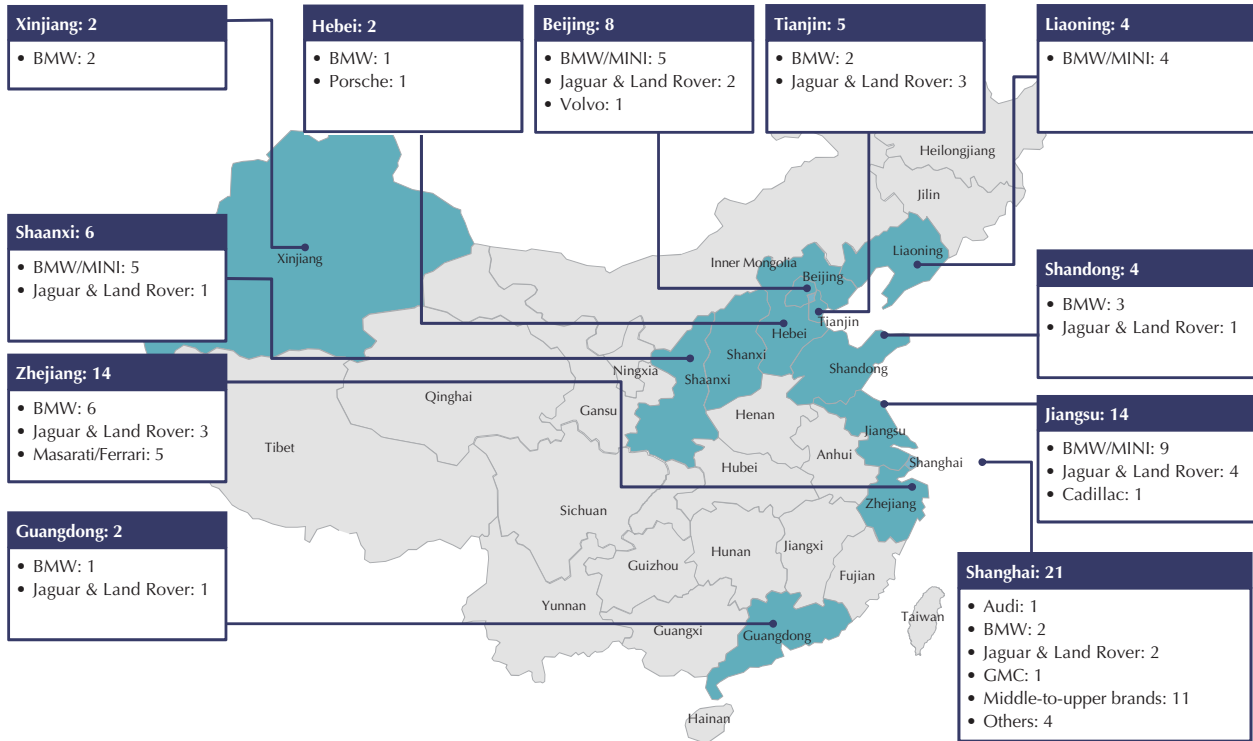 Xinjiang: 2
• BMW: 2
Hebei: 2
• BMW: 1
• Porsche: 1
Beijing: 8
• BMW/MINI: 5
• Jaguar & Land Rover: 2
• Volvo: 1
Tianjin: 5
• BMW: 2
• Jaguar & Land Rover: 3
Liaoning: 4
• BMW/MINI: 4
Shaanxi: 6
• BMW/MINI: 5
• Jaguar & Land Rover: 1
Shandong: 4
• BMW: 3
• Jaguar & Land Rover: 1
Zhejiang: 14
• BMW: 6
• Jaguar & Land Rover: 3
• Masarati/Ferrari: 5
Jiangsu: 14
• BMW/MINI: 9
• Jaguar & Land Rover: 4
• Cadillac: 1
Guangdong: 2
• BMW: 1
• Jaguar & Land Rover: 1
Shanghai: 21
• Audi: 1
• BMW: 2
• Jaguar & Land Rover: 2
• GMC: 1
• Middle-to-upper brands: 11
• Others: 4
Heilongjiang
Jilin
Liaoning
Xinjiang
Inner Mongolia
Beijing
Tianjin
Hebei
Shanxi
Shandong
Ningxia
Shaanxi
Qinghai
Gansu
Henan
Jiangsu
Tibet
Anhui
Shanghai
Hubei
Zhejiang
Sichuan
Hunan
Jiangxi
Guizhou
Fujian
Yunnan
Taiwan
Guangxi
Guangdong
Hainan